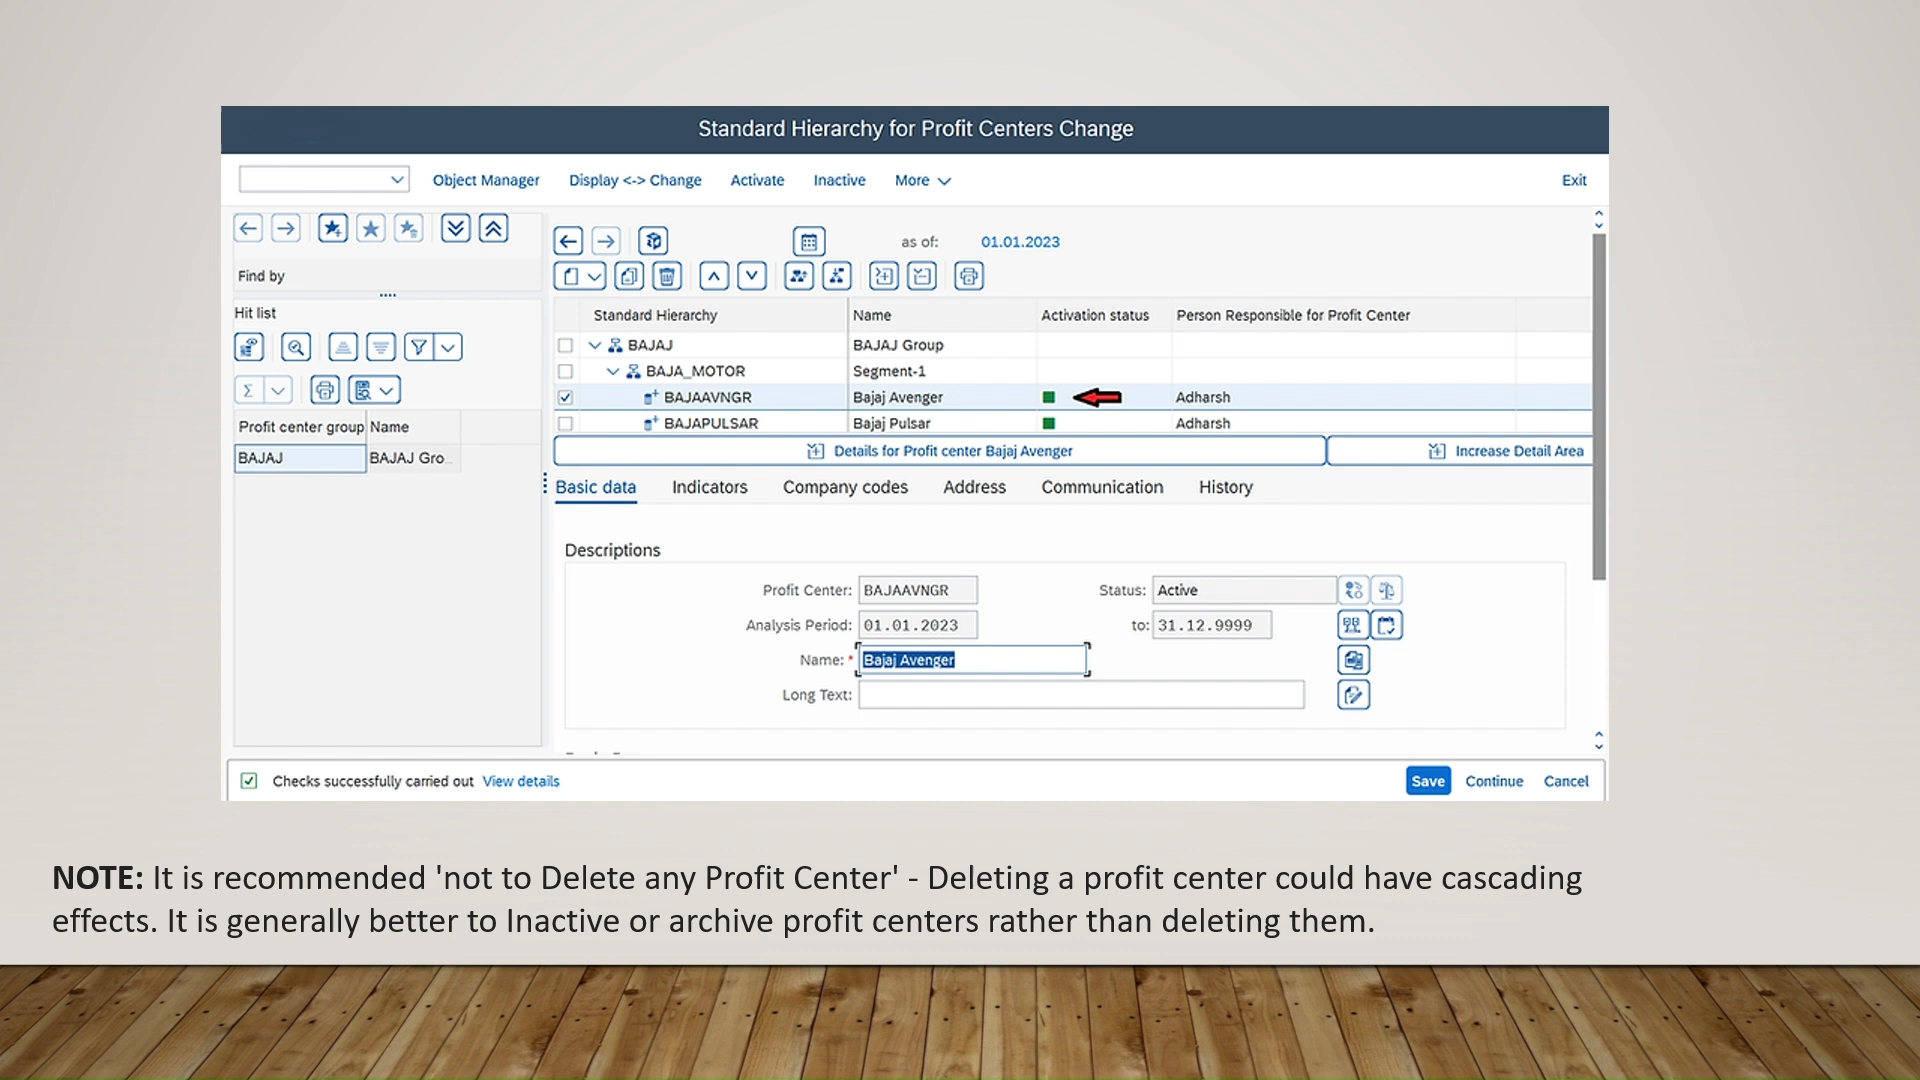 Standard Hierarchy for Profit Centers Change
Object Manager Display <-> Change Activate Inactive More Exit
as of: 01.01.2023
Find by
Hit list
Profit center group Name
BAJAJ BAJAJ Gro
Standard Hierarchy Name Activation status Person Responsible for Profit Center
BAJAJ BAJAJ Group
BAJA_MOTOR Segment-1
BAJAAVNGR Bajaj Avenger Adharsh
BAJAPULSAR Bajaj Pulsar Adharsh
Details for Profit center Bajaj Avenger Increase Detail Area
Basic data Indicators Company codes Address Communication History
Descriptions
Profit Center: BAJAAVNGR Status: Active
Analysis Period: 01.01.2023 to: 31.12.9999
Name: * Bajaj Avenger
Long Text:
Checks successfully carried out View details Save Continue Cancel
NOTE: It is recommended 'not to Delete any Profit Center' - Deleting a profit center could have cascading
effects. It is generally better to Inactive or archive profit centers rather than deleting them.